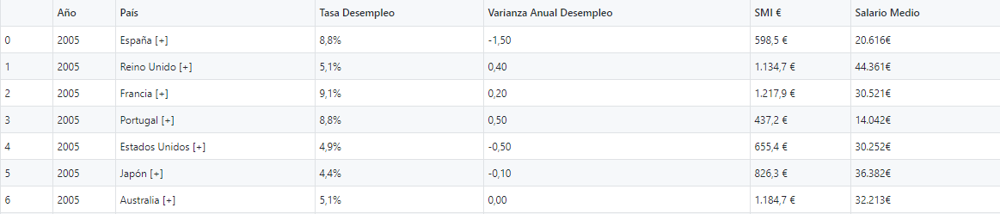 Año País Tasa Desempleo Varianza Anual Desempleo SMI € Salario Medio
0 2005 España [+] 8,8% -1,50 598,5 € 20.616€
1 2005 Reino Unido [+] 5,1% 0,40 1.134,7 € 44.361€
2 2005 Francia [+] 9,1% 0,20 1.217,9 € 30.521€
3 2005 Portugal [+] 8,8% 0,50 437,2 € 14.042€
4 2005 Estados Unidos [+] 4,9% -0,50 655,4 € 30.252€
5 2005 Japón [+] 4,4% -0,10 826,3 € 36.382€
6 2005 Australia [+] 5,1% 0,00 1.184,7 € 32.213€